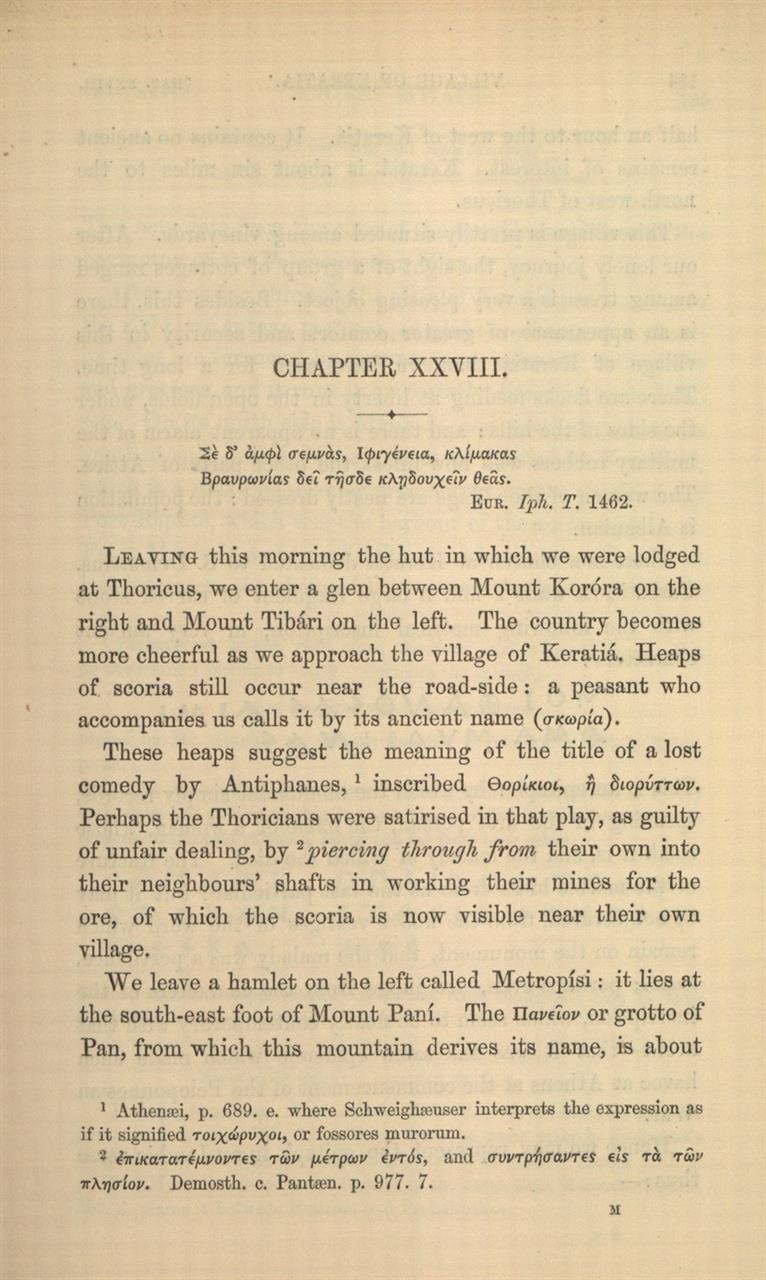 CHAPTER XXVIII.
Σὲ δ' ἀμφὶ σεμνὰς, Ιφιγένεια, κλίμακας
Βραυρωνίας δεῖ τῆσδε κληδουχεῖν θεᾶς.
EUR. Iph. T. 1462.
LEAVING this morning the hut in which we were lodged
at Thoricus, we enter a glen between Mount Koróra on the
right and Mount Tibári on the left. The country becomes
more cheerful as we approach the village of Keratiá. Heaps
of scoria still occur near the road-side : a peasant who
accompanies us calls it by its ancient name (σκωρία).
These heaps suggest the meaning of the title of a lost
comedy by Antiphanes, ¹ inscribed Θορίκιοι, ἢ διορύττων.
Perhaps the Thoricians were satirised in that play, as guilty
of unfair dealing, by ² piercing through from their own into
their neighbours' shafts in working their mines for the
ore, of which the scoria is now visible near their own
village.
We leave a hamlet on the left called Metropísi : it lies at
the south-east foot of Mount Paní. The Πανεῖον or grotto of
Pan, from which this mountain derives its name, is about
¹ Athenæi, p. 689. e. where Schweighæuser interprets the expression as
if it signified τοιχώρυχοι, or fossores murorum.
² ἐπικατατέμνοντες τῶν μέτρων ἐντός, and συντρήσαντες εἰς τὰ τῶν
πλησίον. Demosth. c. Pantæn. p. 977. 7.
M